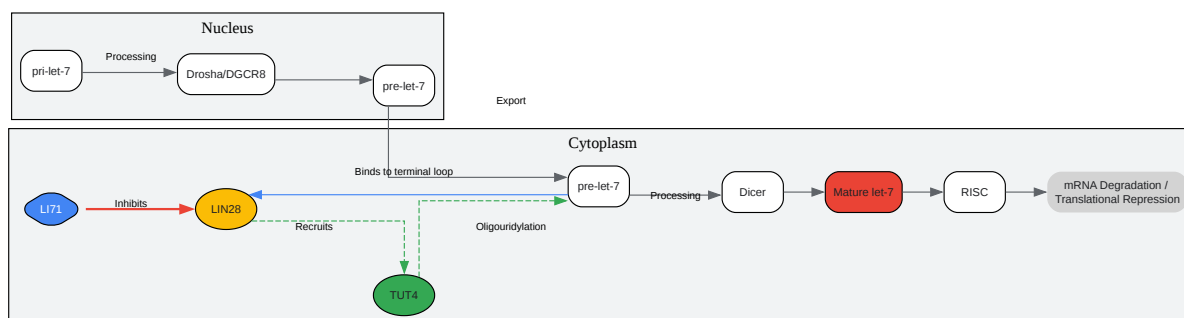 Nucleus
pri-let-7
Processing
Drosha/DGCR8
pre-let-7
Export
Cytoplasm
Binds to terminal loop
pre-let-7
Processing
Dicer
Mature let-7
RISC
mRNA Degradation /
Translational Repression
LI71
Inhibits
LIN28
Recruits
Oligouridylation
TUT4